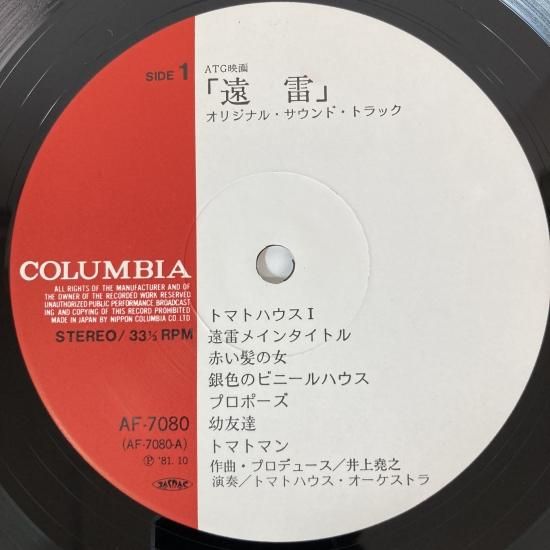 SIDE 1
ATG映画
「遠 雷」
オリジナル・サウンド・トラック
COLUMBIA
ALL RIGHTS OF THE MANUFACTURER AND OF
THE OWNER OF THE RECORDED WORK RESERVED
UNAUTHORIZED PUBLIC PERFORMANCE BROADCAST
ING AND COPYING OF THIS RECORD PROHIBITED
MADE IN JAPAN BY NIPPON COLUMBIA CO. LTD
STEREO / 33⅓ RPM
AF-7080
(AF-7080-A)
Ⓟ '81. 10
JASRAC
トマトハウスⅠ
遠雷メインタイトル
赤い髪の女
銀色のビニールハウス
プロポーズ
幼友達
トマトマン
作曲・プロデュース／井上堯之
演奏／トマトハウス・オーケストラ